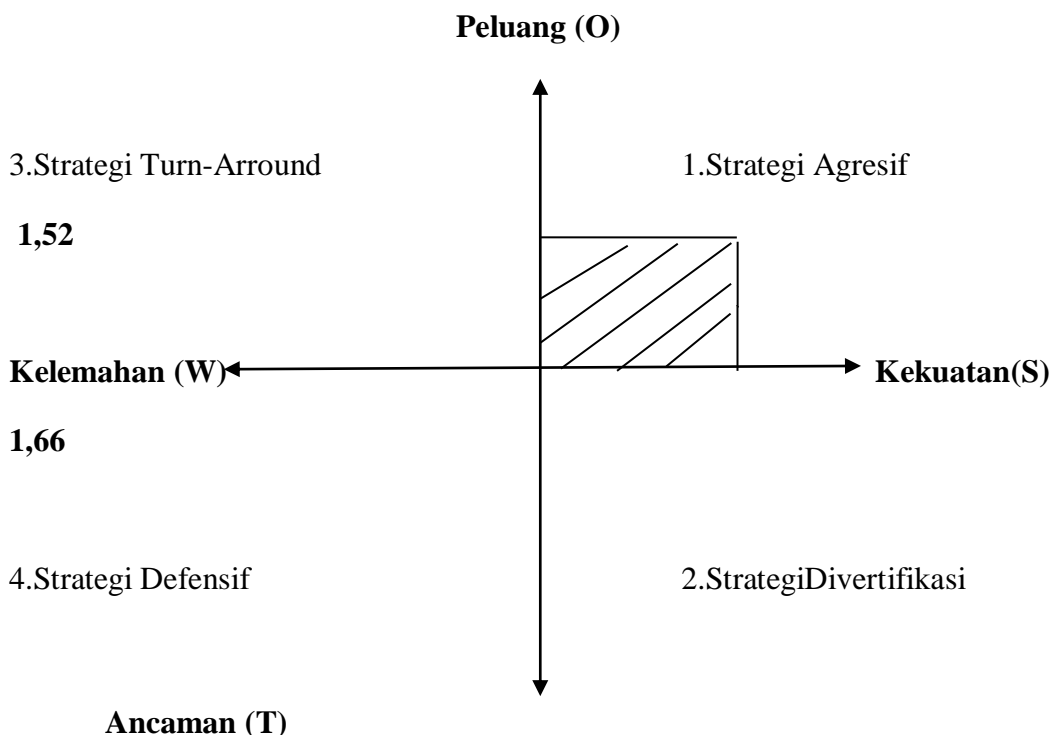 Peluang (O)
3.Strategi Turn-Arround 1.Strategi Agresif
1,52
Kelemahan (W) Kekuatan(S)
1,66
4.Strategi Defensif 2.StrategiDivertifikasi
Ancaman (T)